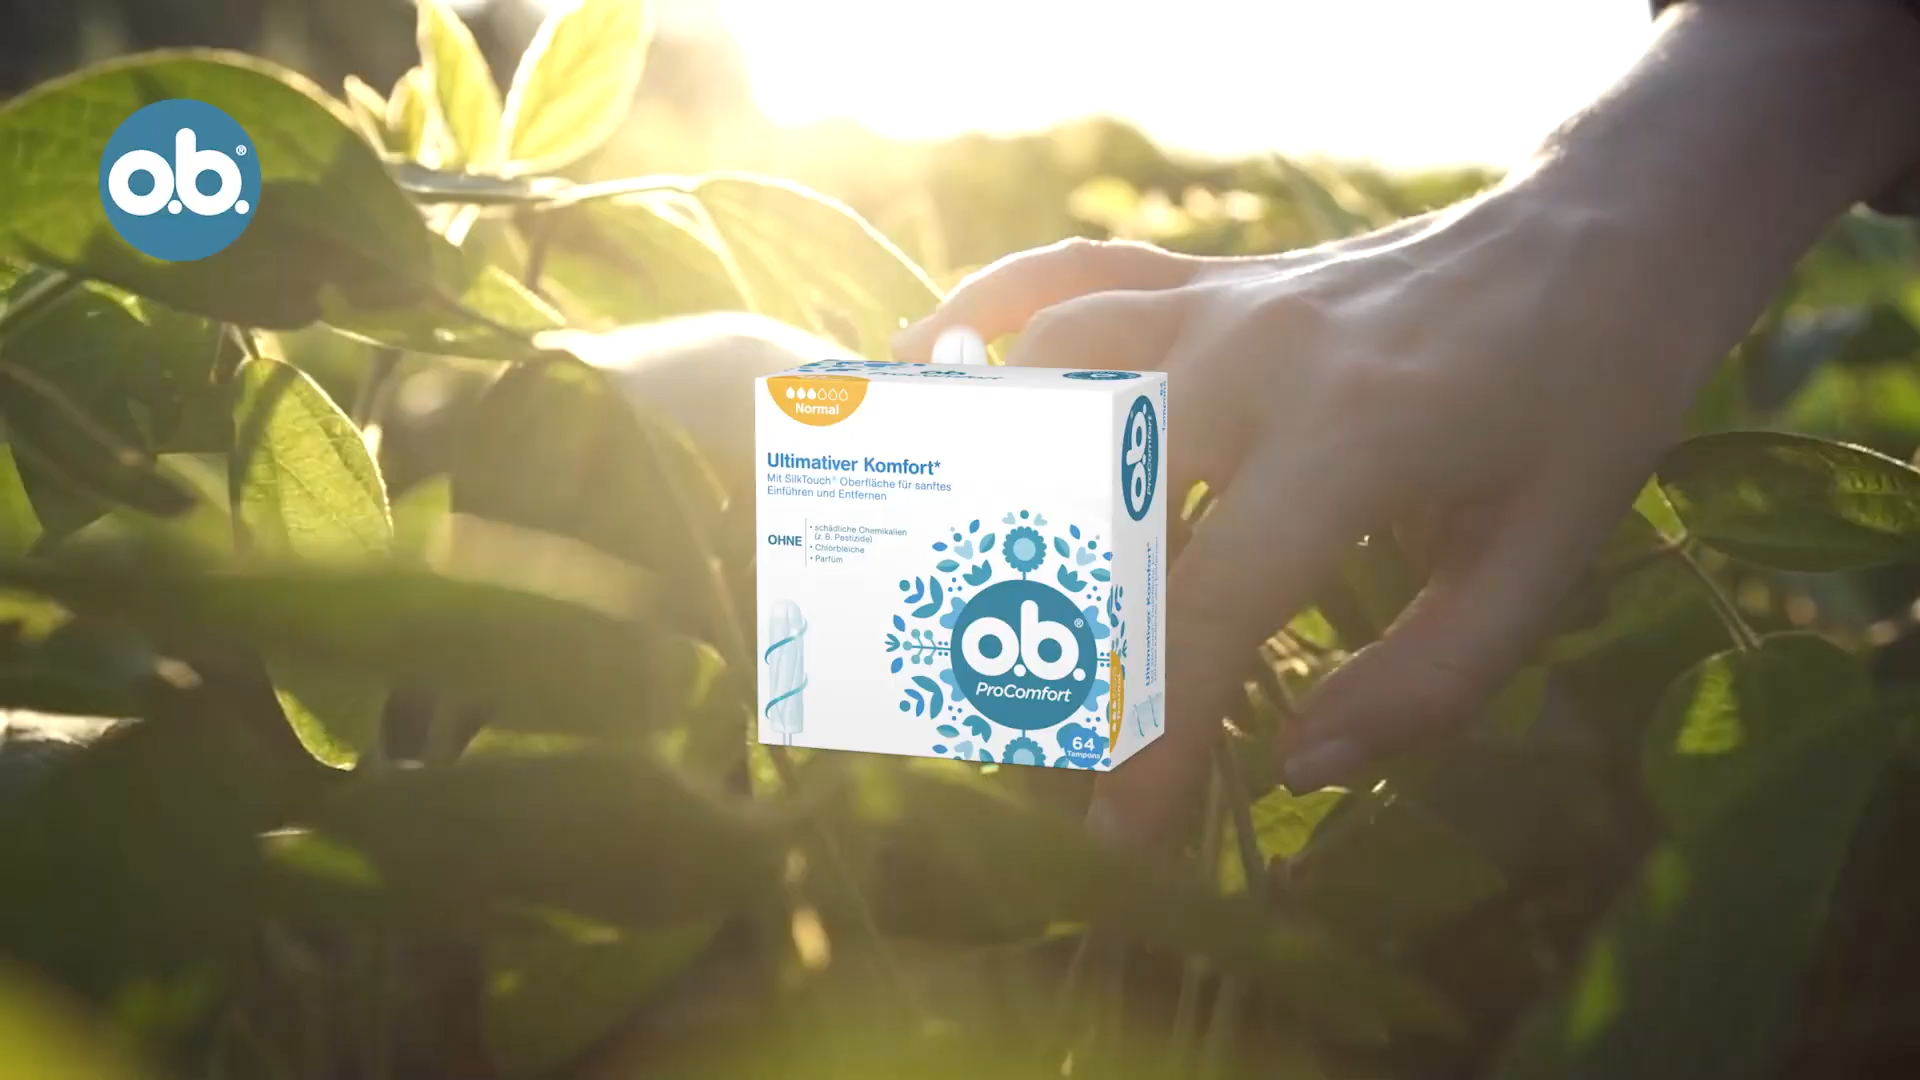 o.b.®
o.b.
ProComfort
Normal
Ultimativer Komfort*
Mit SilkTouch® Oberfläche für sanftes
Einführen und Entfernen
OHNE
• schädliche Chemikalien
(z. B. Pestizide)
• Chlorbleiche
• Parfüm
o.b.®
ProComfort
64
Tampons
o.b.
ProComfort
Ultimativer Komfort*